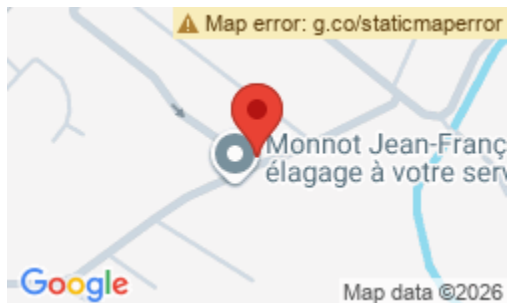 Map error: g.co/staticmaperror
Monnot Jean-Franç
élagage à votre serv
Google
Map data ©2026